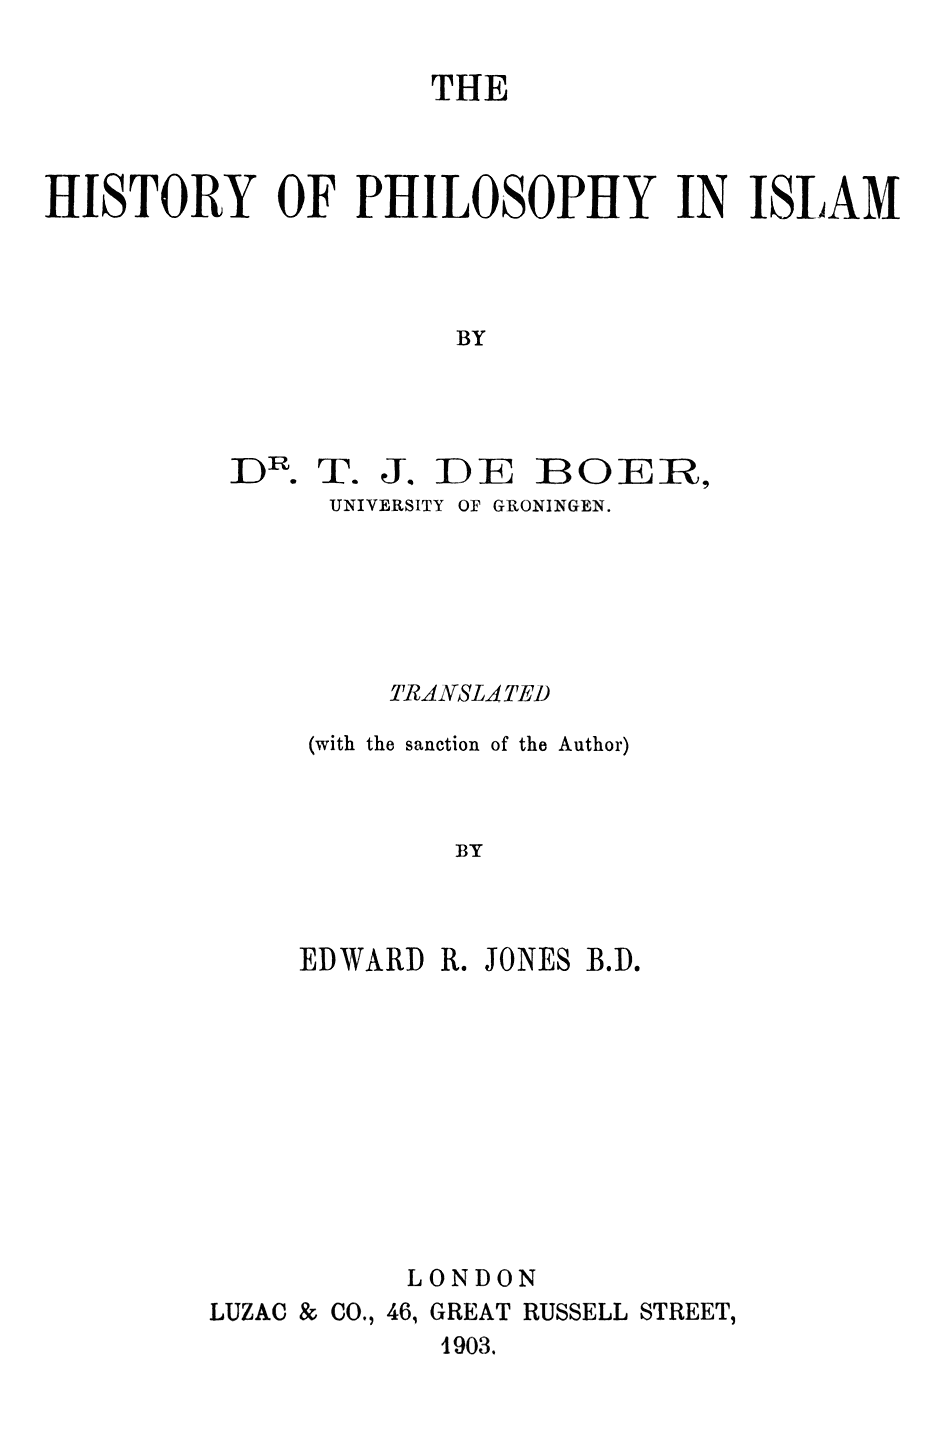 THE
HISTORY OF PHILOSOPHY IN ISLAM
BY
DR. T. J. DE BOER,
UNIVERSITY OF GRONINGEN.
TRANSLATED
(with the sanction of the Author)
BY
EDWARD R. JONES B.D.
LONDON
LUZAC & CO., 46, GREAT RUSSELL STREET,
1903.